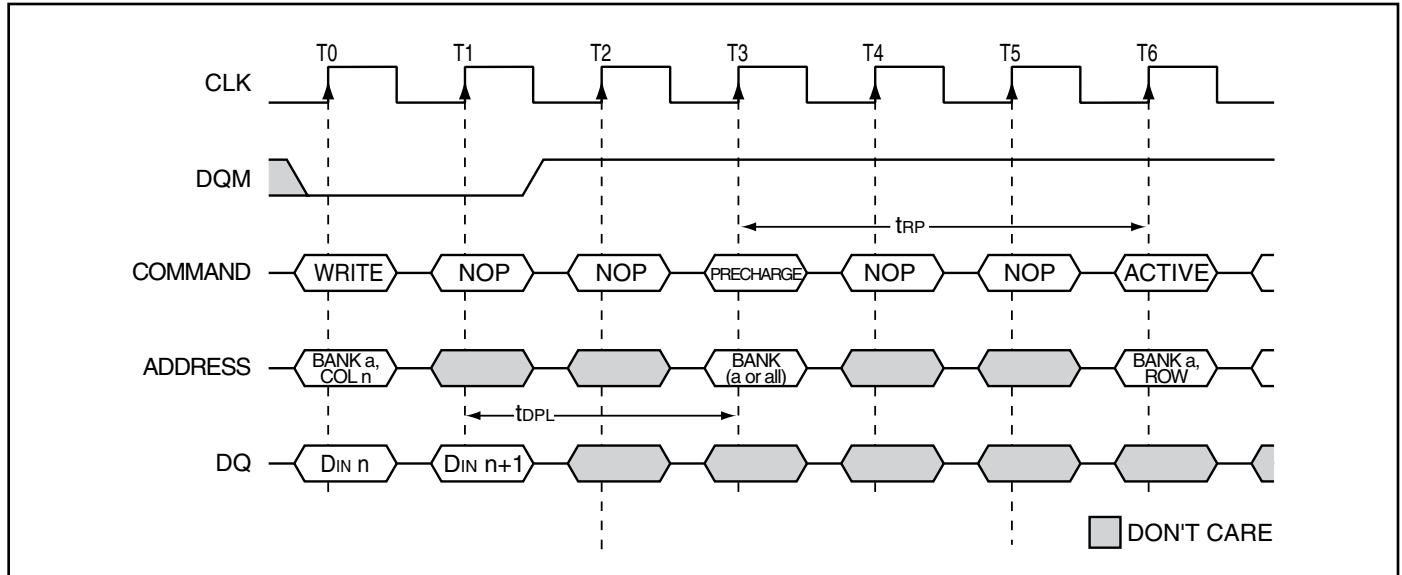 T0 T1 T2 T3 T4 T5 T6
CLK
DQM
tRP
COMMAND WRITE NOP NOP PRECHARGE NOP NOP ACTIVE
ADDRESS BANK a, COL n BANK (a or all) BANK a, ROW
tDPL
DQ DIN n DIN n+1
DON'T CARE